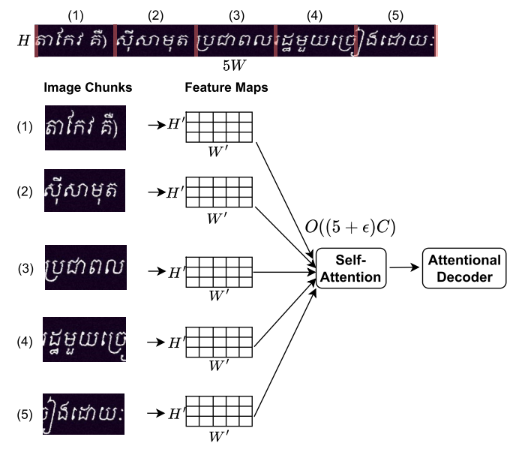 (1) (2) (3) (4) (5)
H តាកែវ គឺ) ស៊ីសាមុត ប្រជាពលរដ្ឋមួយច្រៀងដោយៈ
5W
Image Chunks Feature Maps
(1) តាកែវ គឺ) H′
W′
(2) ស៊ីសាមុត H′
W′
O((5 + ϵ)C)
(3) ប្រជាពល H′ Self-Attention Attentional Decoder
W′
(4) រដ្ឋមួយច្រៀ H′
W′
(5) ៀងដោយៈ H′
W′